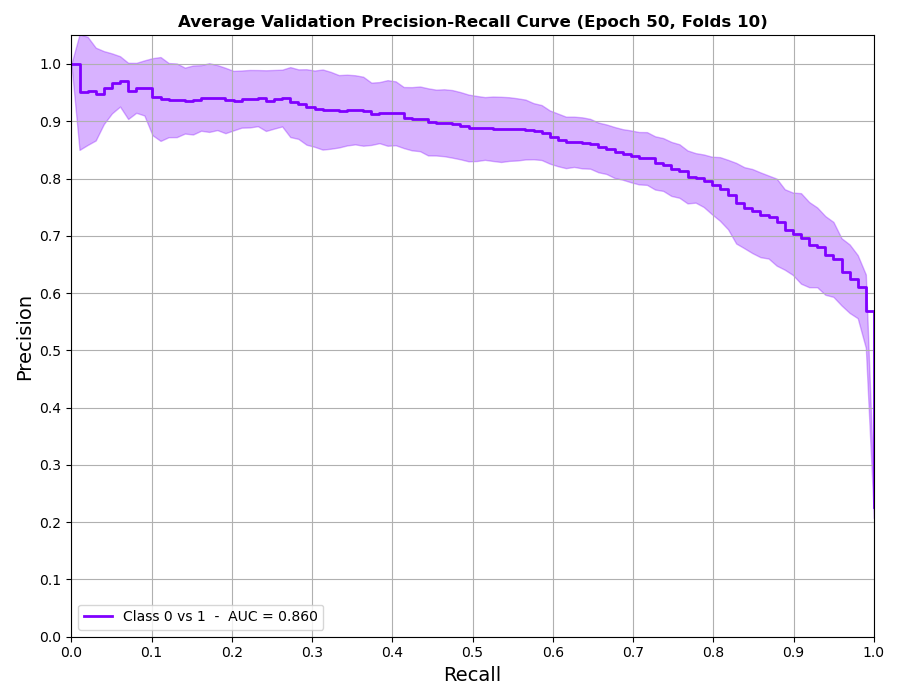 Average Validation Precision-Recall Curve (Epoch 50, Folds 10)
1.0
0.9
0.8
0.7
0.6
0.5
0.4
0.3
0.2
0.1
0.0
Precision
Class 0 vs 1 - AUC = 0.860
0.0 0.1 0.2 0.3 0.4 0.5 0.6 0.7 0.8 0.9 1.0
Recall